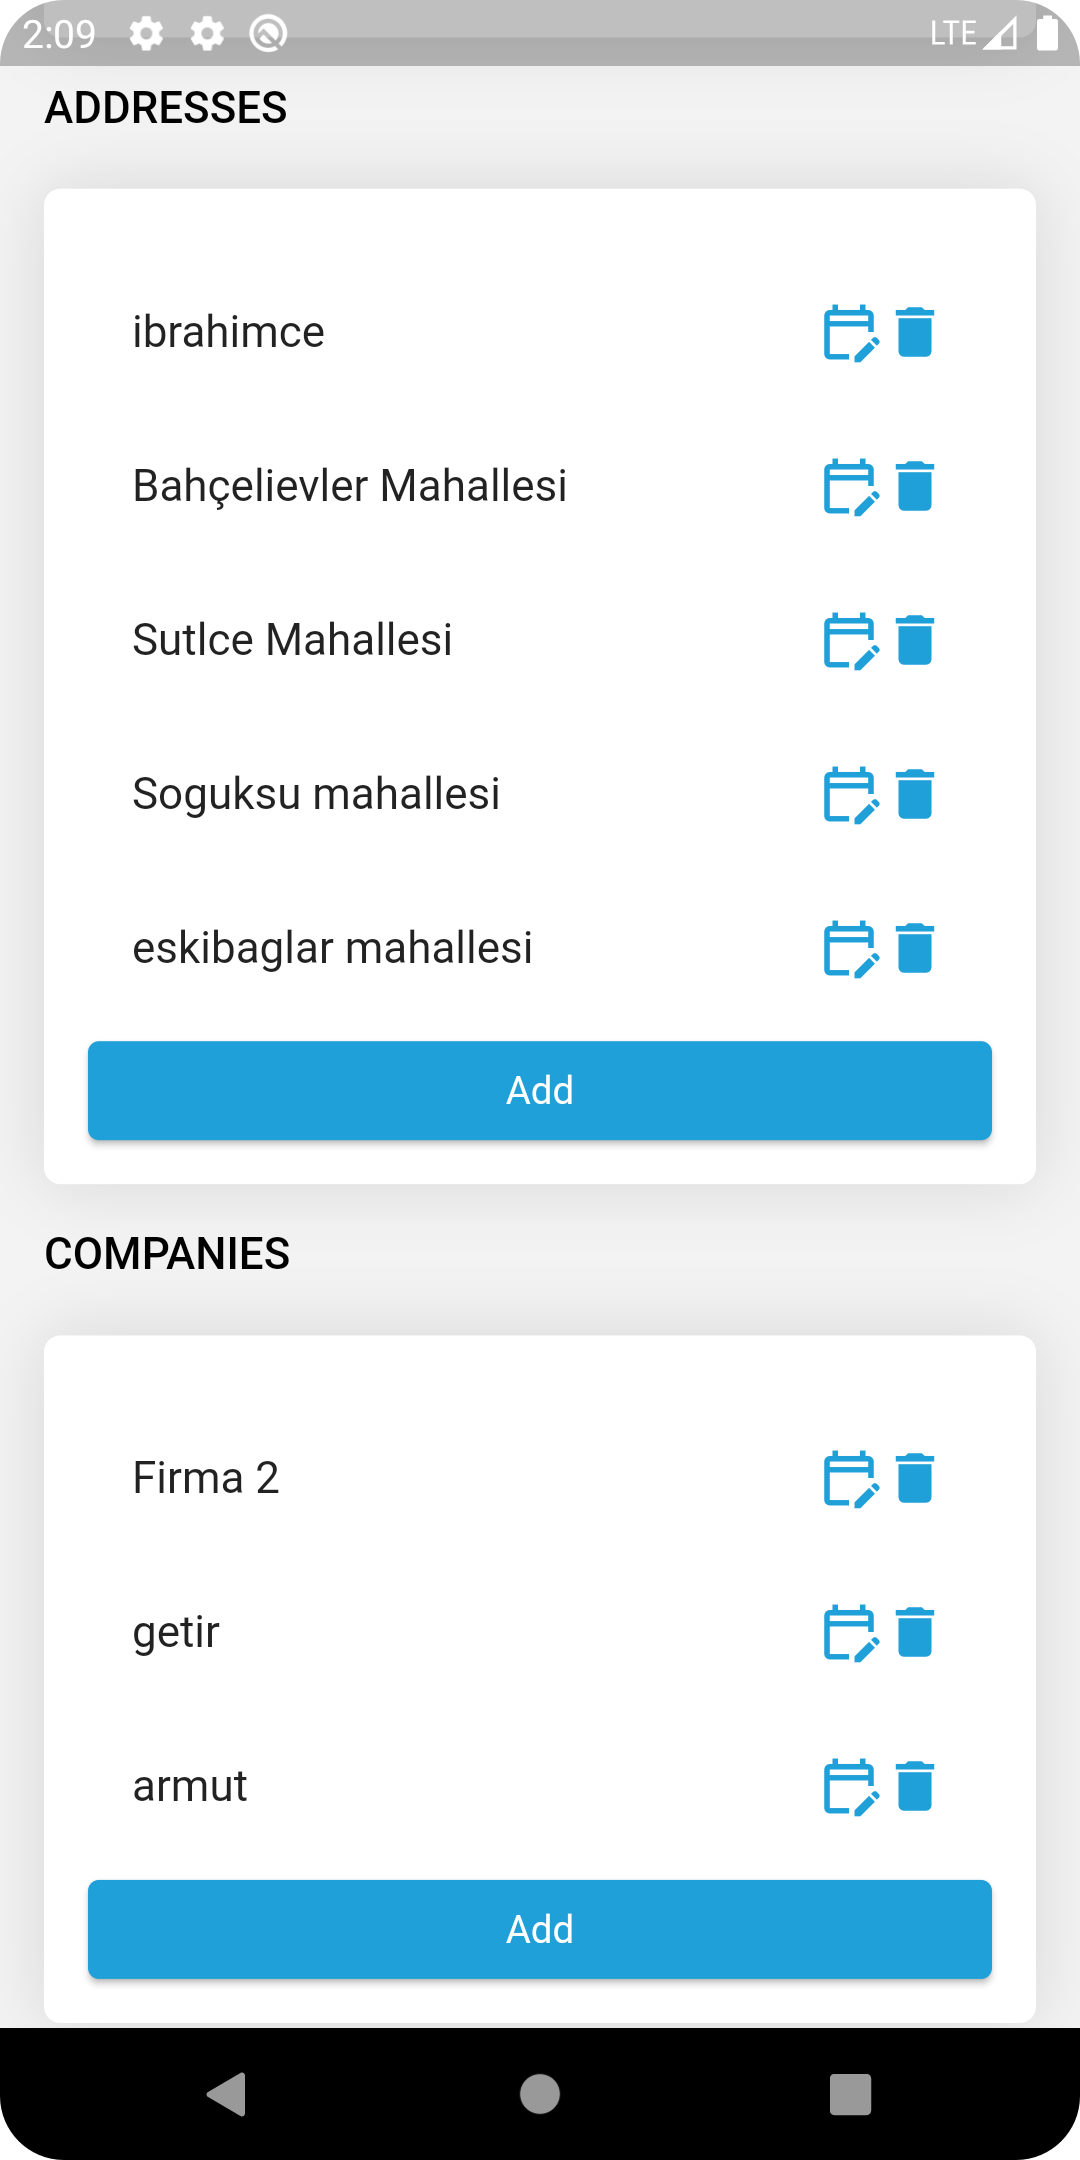 2:09
LTE
ADDRESSES
ibrahimce
Bahçelievler Mahallesi
Sutlce Mahallesi
Soguksu mahallesi
eskibaglar mahallesi
Add
COMPANIES
Firma 2
getir
armut
Add